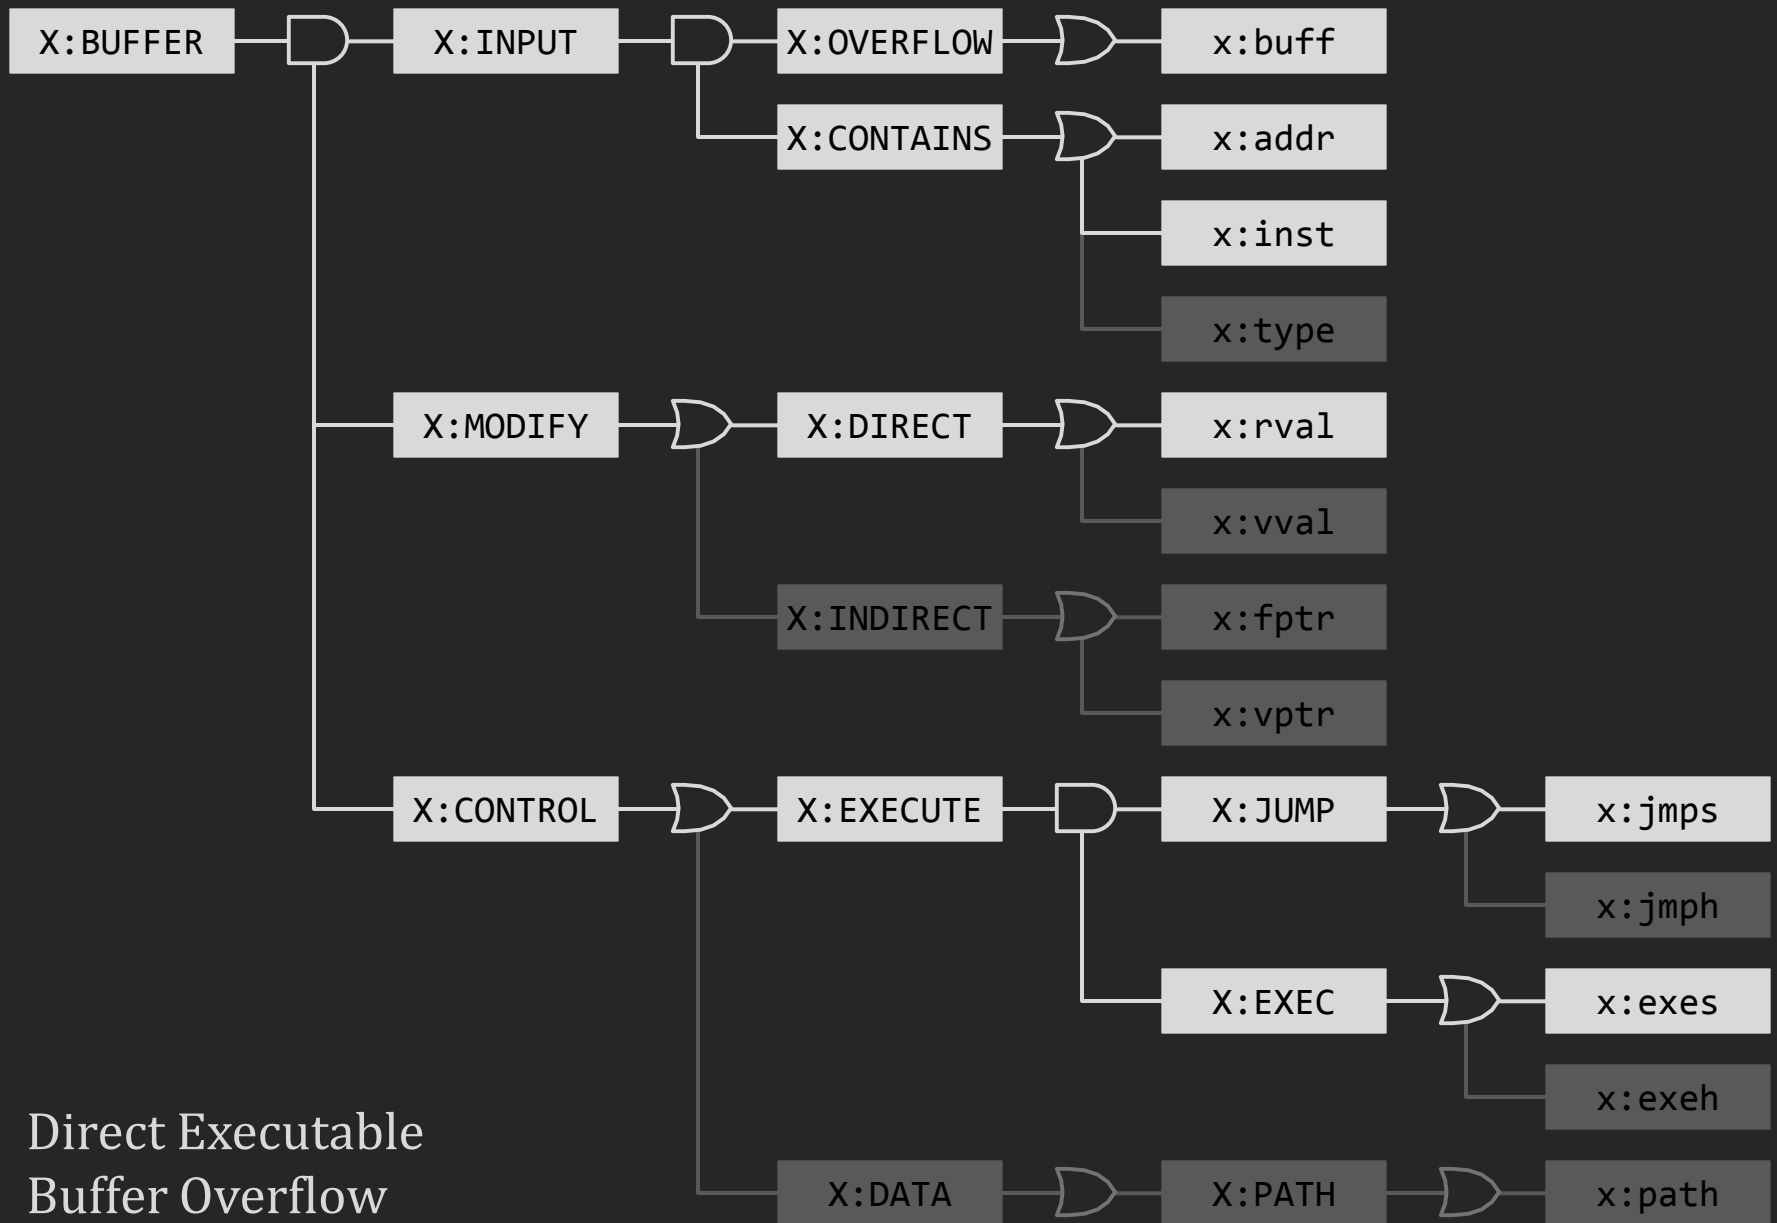 X:BUFFER X:INPUT X:OVERFLOW x:buff
X:CONTAINS x:addr
x:inst
x:type
X:MODIFY X:DIRECT x:rval
x:vval
X:INDIRECT x:fptr
x:vptr
X:CONTROL X:EXECUTE X:JUMP x:jmps
x:jmph
X:EXEC x:exes
x:exeh
X:DATA X:PATH x:path
Direct Executable
Buffer Overflow